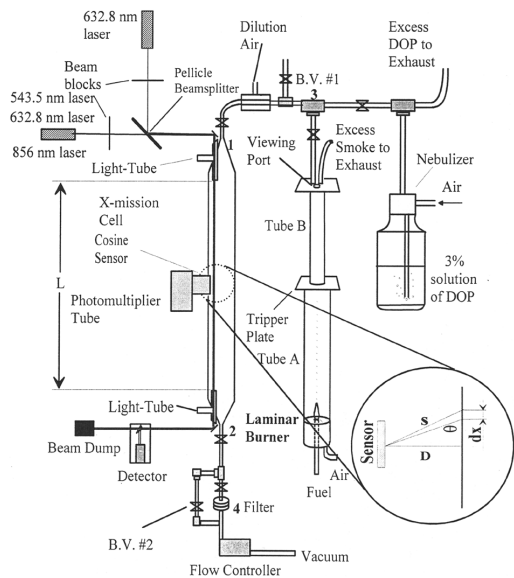 632.8 nm
laser
Beam
blocks
Pellicle
Beamsplitter
543.5 nm laser
632.8 nm laser
856 nm laser
Light-Tube
Dilution
Air
B.V. #1
Excess
DOP to
Exhaust
1
3
Viewing
Port
Excess
Smoke to
Exhaust
Nebulizer
Air
X-mission
Cell
Cosine
Sensor
Tube B
3%
solution
of DOP
L
Photomultiplier
Tube
Tripper
Plate
Tube A
Light-Tube
Laminar
Burner
Beam Dump
2
Detector
Air
Fuel
Sensor
S
θ
D
dx
4 Filter
B.V. #2
Vacuum
Flow Controller